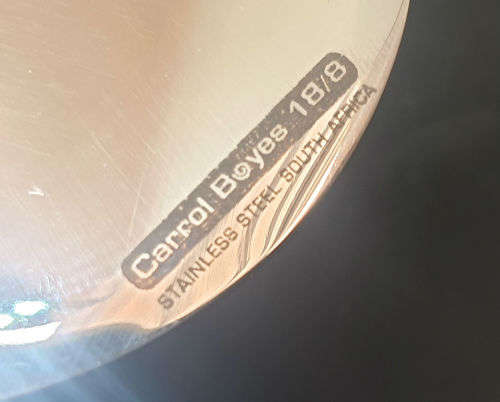 Carrol Boyes 18/8
STAINLESS STEEL SOUTH AFRICA